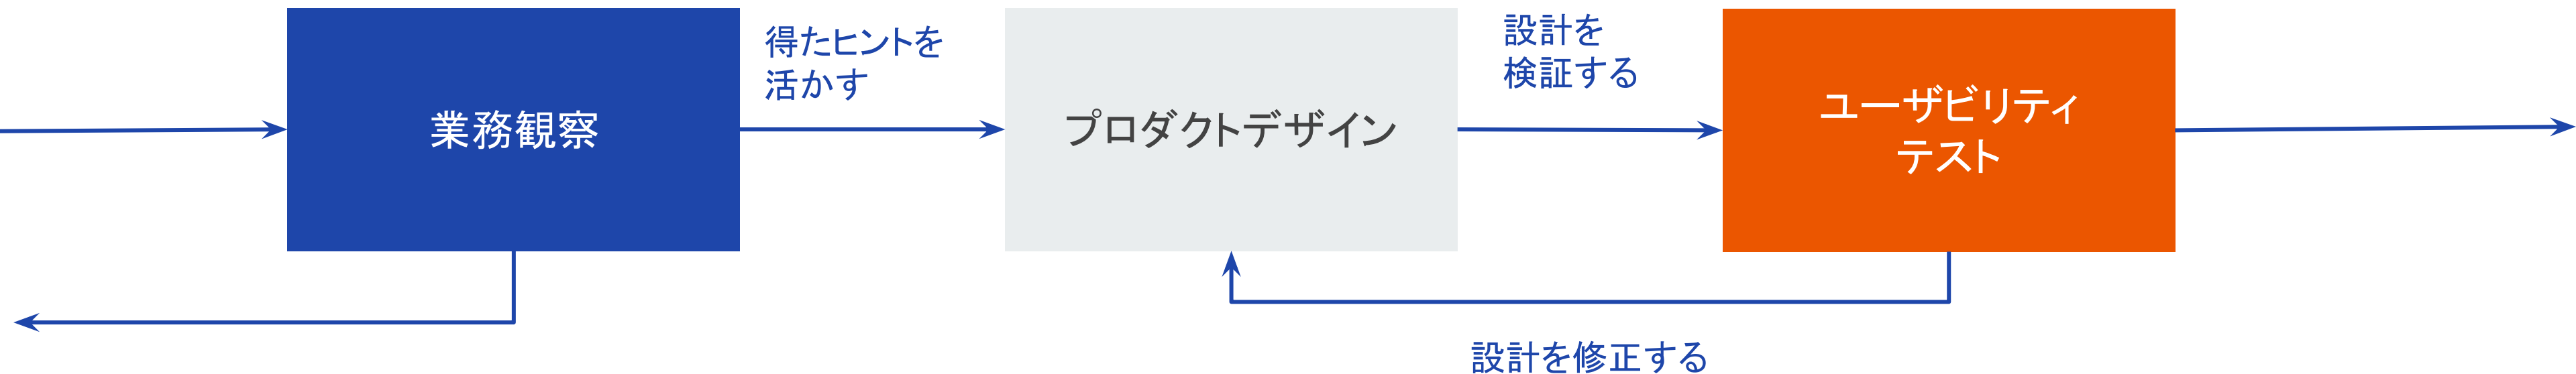 業務観察
得たヒントを
活かす
プロダクトデザイン
設計を
検証する
ユーザビリティ
テスト
設計を修正する